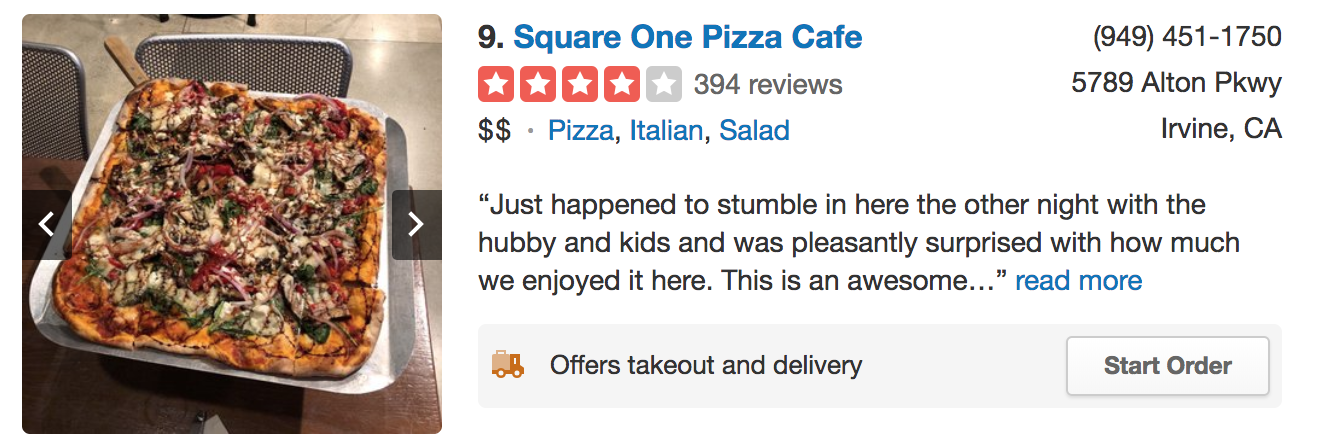 9. Square One Pizza Cafe
394 reviews
$$ · Pizza, Italian, Salad
(949) 451-1750
5789 Alton Pkwy
Irvine, CA
“Just happened to stumble in here the other night with the
hubby and kids and was pleasantly surprised with how much
we enjoyed it here. This is an awesome…” read more
Offers takeout and delivery
Start Order